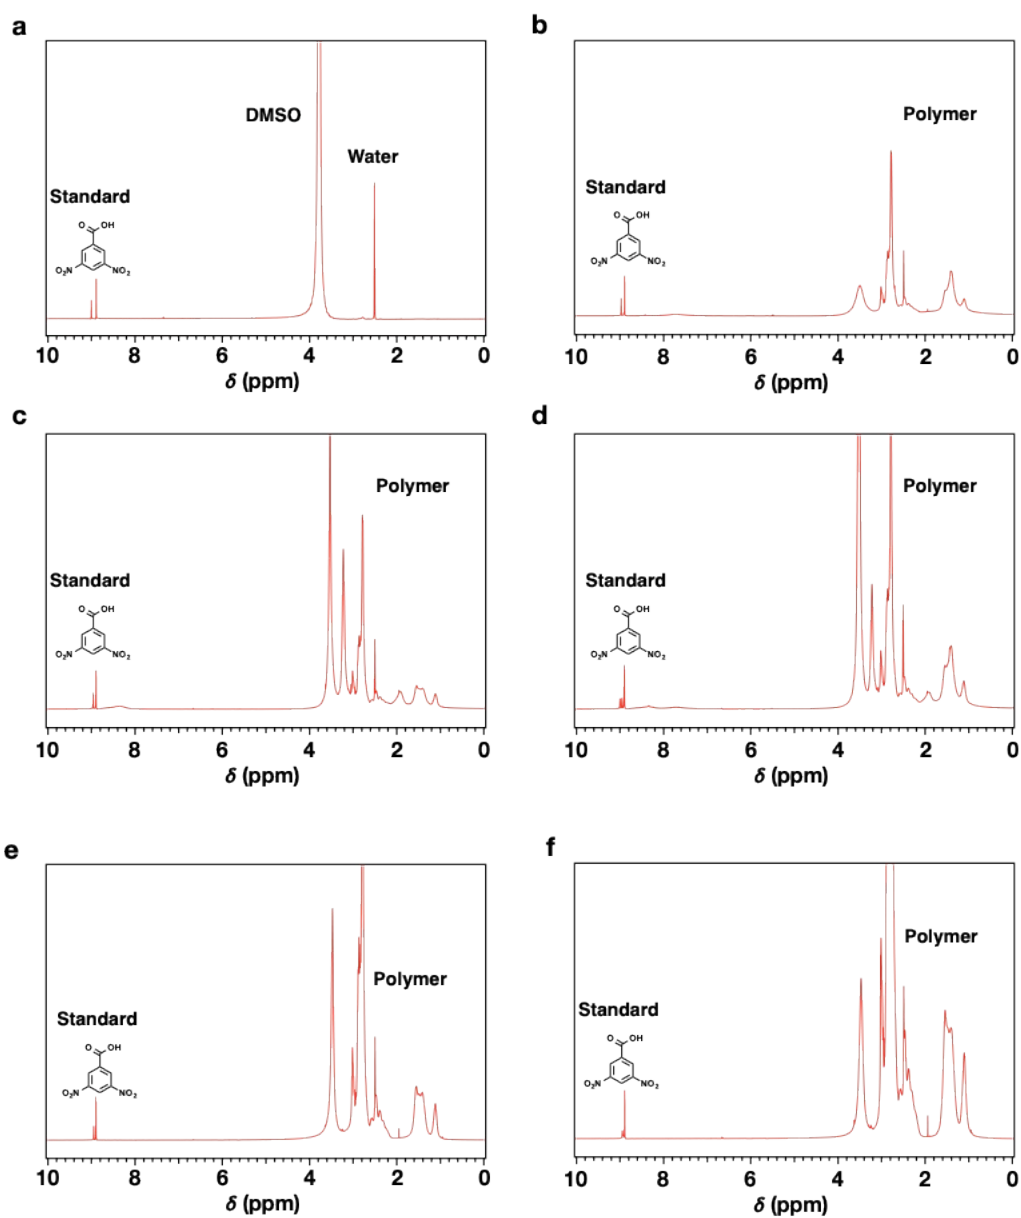 a
DMSO
Water
Standard
O
OH
O₂N
NO₂
10 8 6 4 2 0
δ (ppm)
b
Polymer
Standard
O
OH
O₂N
NO₂
10 8 6 4 2 0
δ (ppm)
c
Polymer
Standard
O
OH
O₂N
NO₂
10 8 6 4 2 0
δ (ppm)
d
Polymer
Standard
O
OH
O₂N
NO₂
10 8 6 4 2 0
δ (ppm)
e
Polymer
Standard
O
OH
O₂N
NO₂
10 8 6 4 2 0
δ (ppm)
f
Polymer
Standard
O
OH
O₂N
NO₂
10 8 6 4 2 0
δ (ppm)